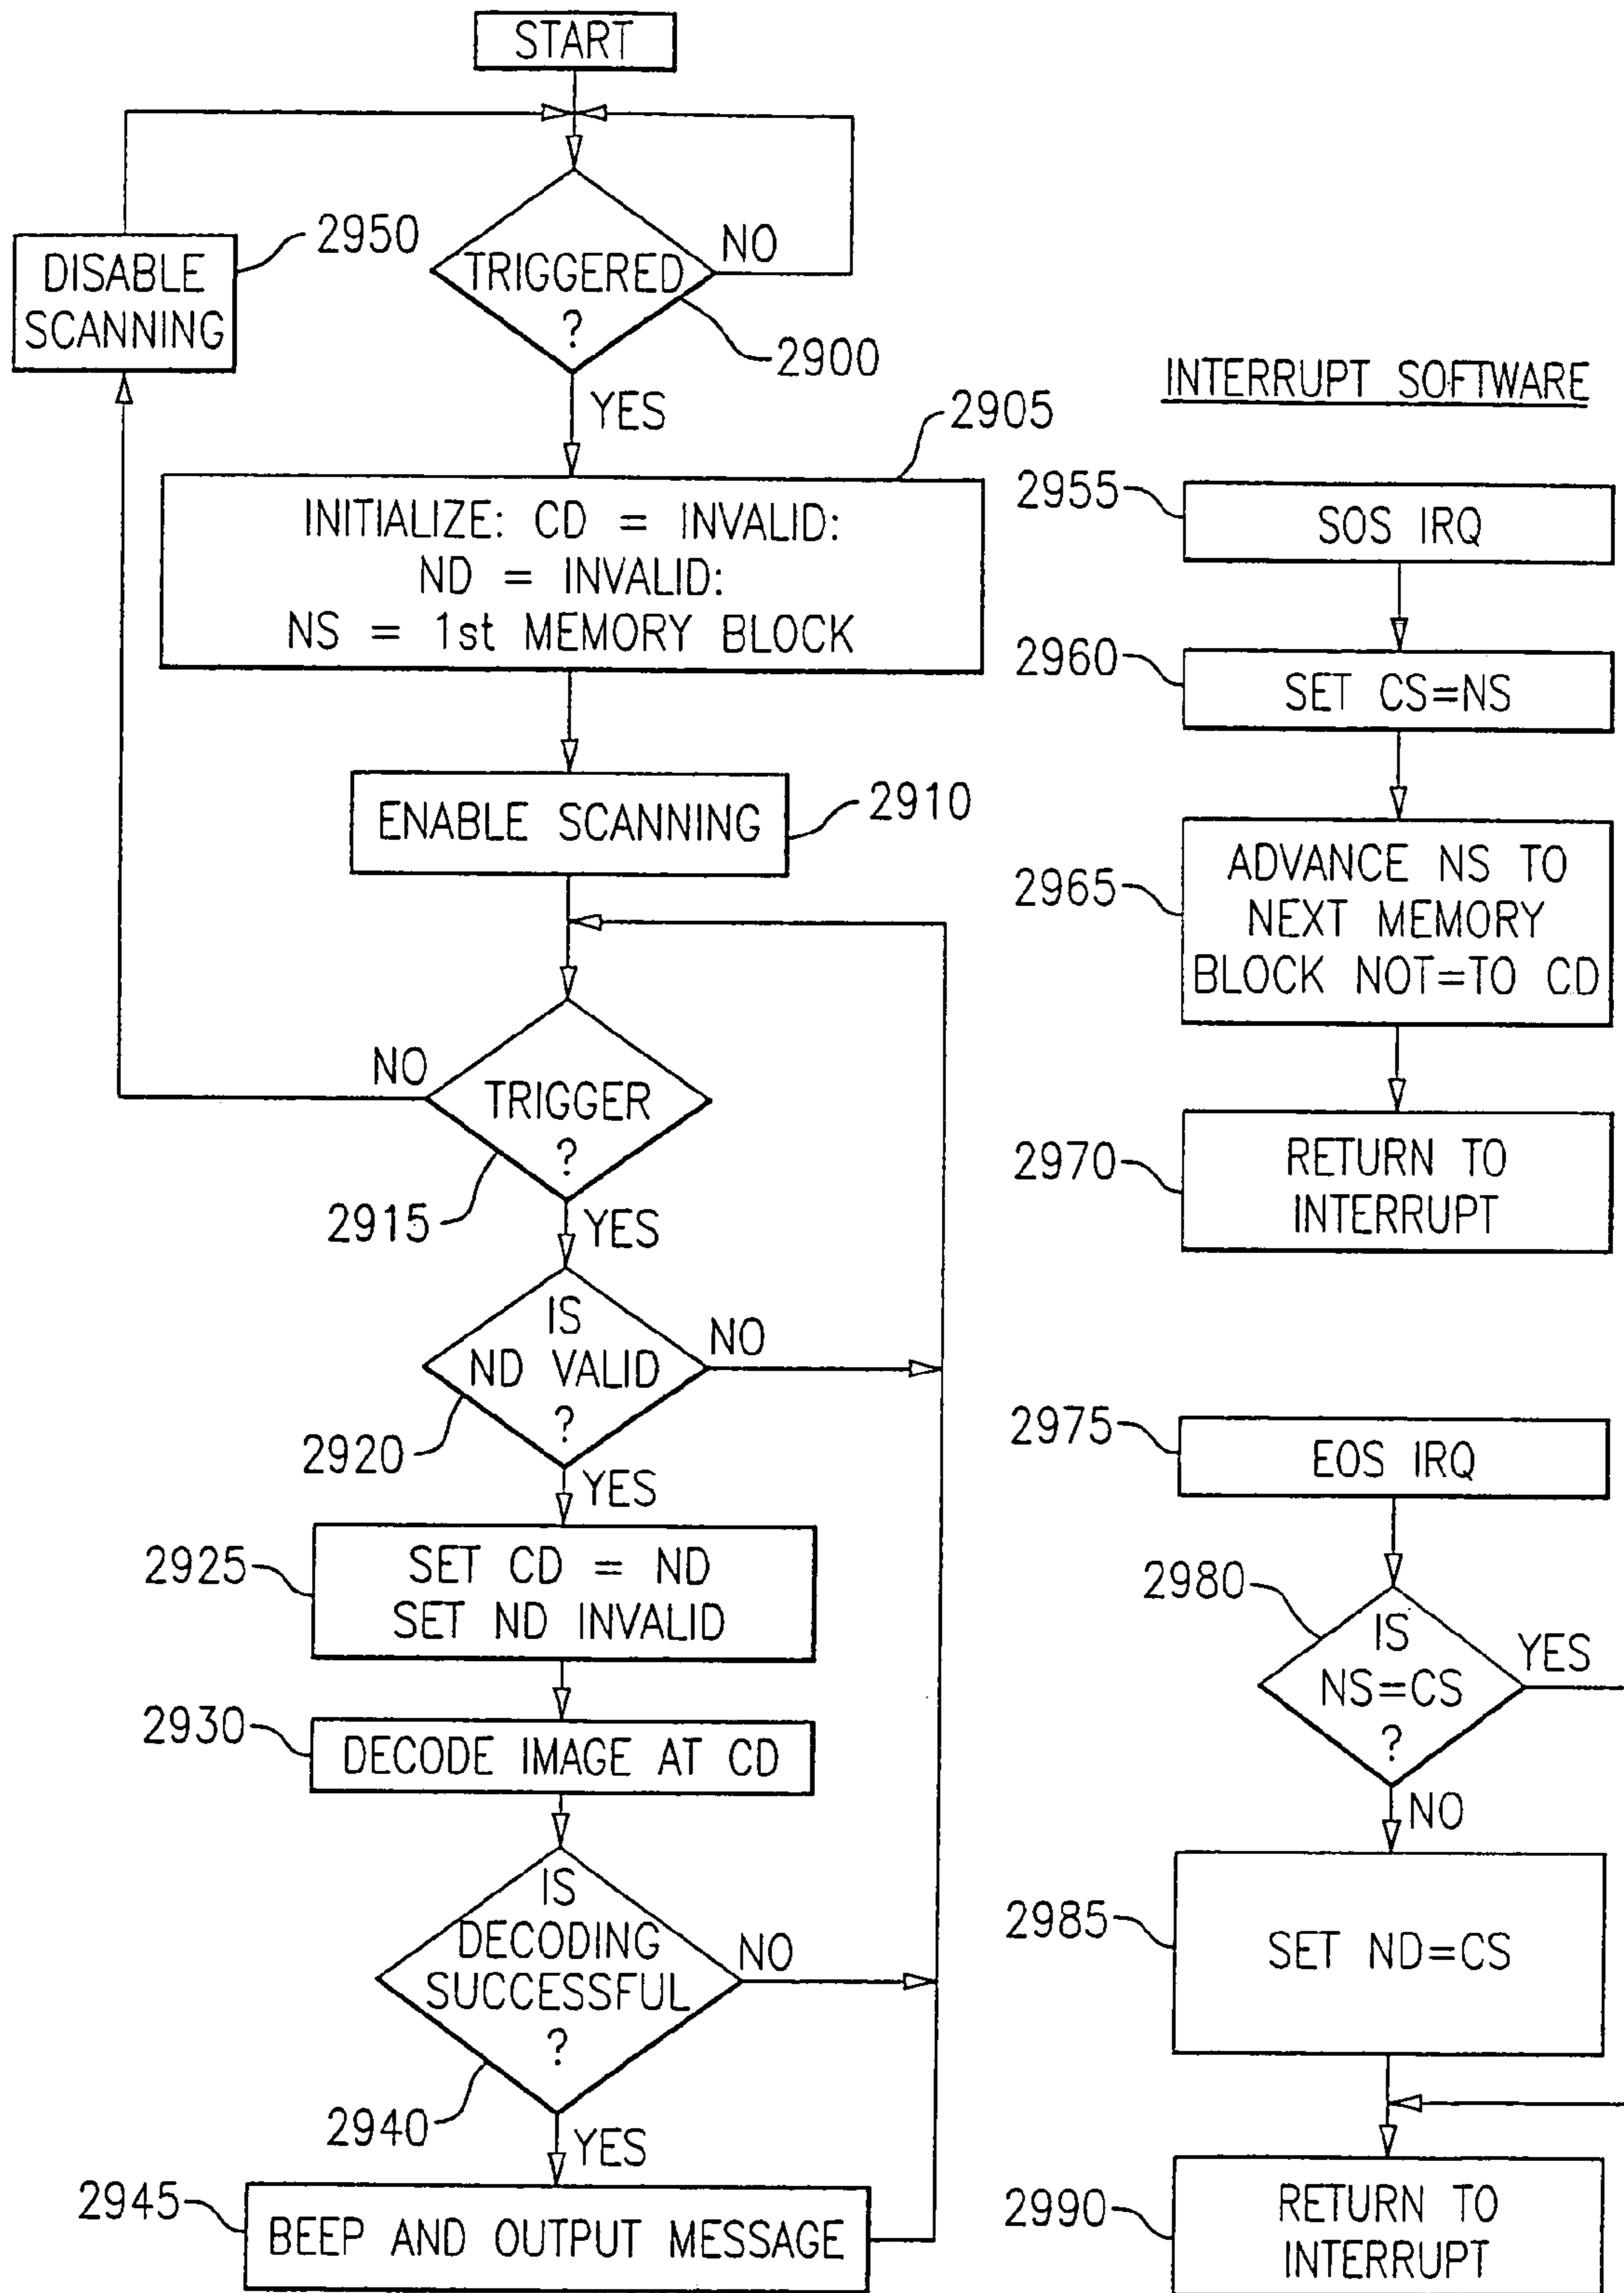 START
TRIGGERED
?
NO
2900
YES
2950
DISABLE
SCANNING
2905
INITIALIZE: CD = INVALID:
ND = INVALID:
NS = 1st MEMORY BLOCK
ENABLE SCANNING
2910
NO
TRIGGER
?
2915
YES
IS
ND VALID
?
NO
2920
YES
2925
SET CD = ND
SET ND INVALID
2930
DECODE IMAGE AT CD
IS
DECODING
SUCCESSFUL
?
NO
2940
YES
2945
BEEP AND OUTPUT MESSAGE
INTERRUPT SOFTWARE
2955
SOS IRQ
2960
SET CS=NS
2965
ADVANCE NS TO
NEXT MEMORY
BLOCK NOT=TO CD
2970
RETURN TO
INTERRUPT
2975
EOS IRQ
2980
IS
NS=CS
?
YES
NO
2985
SET ND=CS
2990
RETURN TO
INTERRUPT